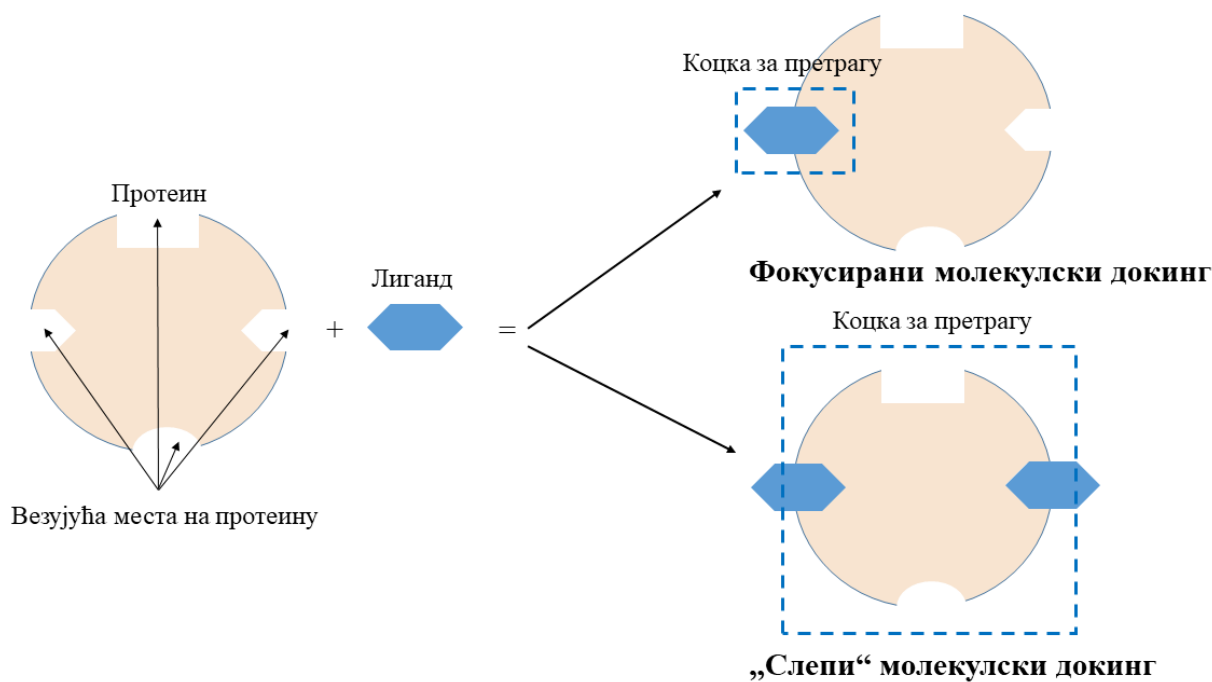 Протеин
Везујућа места на протеину
+
Лиганд
=
Коцка за претрагу
Фокусирани молекулски докинг
Коцка за претрагу
„Слепи“ молекулски докинг